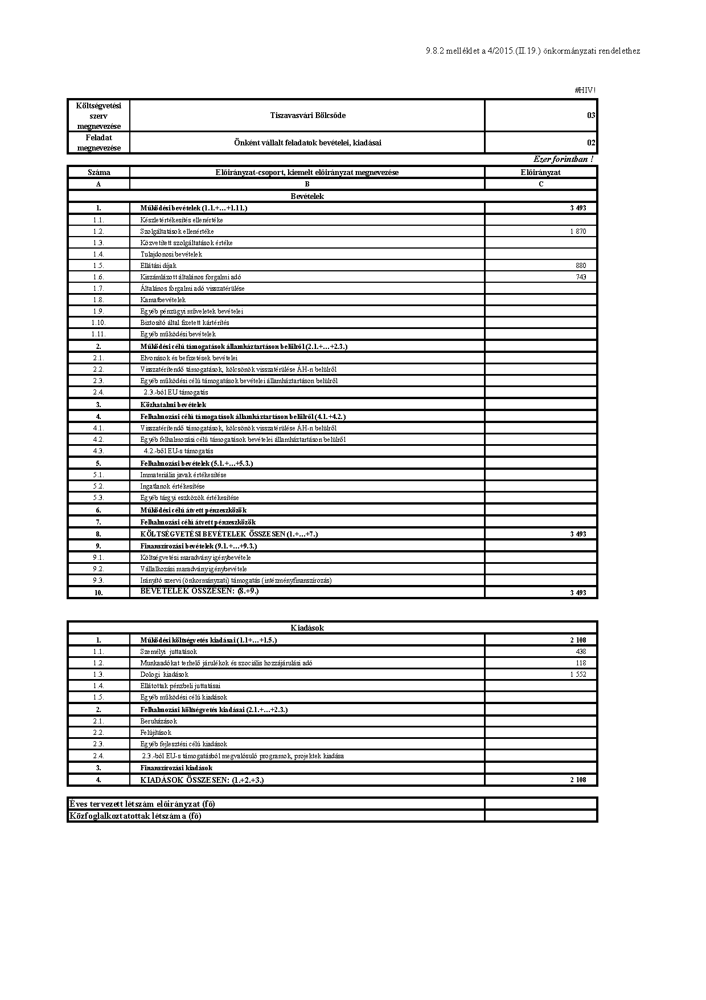 9.8.2 melléklet a 4/2015.(II.19.) önkormányzati rendelethez
#HIV!
Költségvetési
szerv
megnevezése
Tiszavasvári Bölcsőde 03
Feladat
megnevezése
Önként vállalt feladatok bevételei, kiadásai 02
Ezer forintban !
Száma Előirányzat-csoport, kiemelt előirányzat megnevezése Előirányzat
A B C
Bevételek
1. Működési bevételek (1.1.+…+1.11.) 3 493
1.1. Készletértékesítés ellenértéke
1.2. Szolgáltatások ellenértéke 1 870
1.3. Közvetített szolgáltatások értéke
1.4. Tulajdonosi bevételek
1.5. Ellátási díjak 880
1.6. Kiszámlázott általános forgalmi adó 743
1.7. Általános forgalmi adó visszatérülése
1.8. Kamatbevételek
1.9. Egyéb pénzügyi műveletek bevételei
1.10. Biztosító által fizetett kártérítés
1.11. Egyéb működési bevételek
2. Működési célú támogatások államháztartáson belülről (2.1.+…+2.3.)
2.1. Elvonások és befizetések bevételei
2.2. Visszatérítendő támogatások, kölcsönök visszatérülése ÁH-n belülről
2.3. Egyéb működési célú támogatások bevételei államháztartáson belülről
2.4. 2.3.-ból EU támogatás
3. Közhatalmi bevételek
4. Felhalmozási célú támogatások államháztartáson belülről (4.1.+4.2.)
4.1. Visszatérítendő támogatások, kölcsönök visszatérülése ÁH-n belülről
4.2. Egyéb felhalmozási célú támogatások bevételei államháztartáson belülről
4.3. 4.2.-ből EU-s támogatás
5. Felhalmozási bevételek (5.1.+…+5.3.)
5.1. Immateriális javak értékesítése
5.2. Ingatlanok értékesítése
5.3. Egyéb tárgyi eszközök értékesítése
6. Működési célú átvett pénzeszközök
7. Felhalmozási célú átvett pénzeszközök
8. KÖLTSÉGVETÉSI BEVÉTELEK ÖSSZESEN (1.+…+7.) 3 493
9. Finanszírozási bevételek (9.1.+…+9.3.)
9.1. Költségvetési maradvány igénybevétele
9.2. Vállalkozási maradvány igénybevétele
9.3. Irányító szervi (önkormányzati) támogatás (intézményfinanszírozás)
10. BEVÉTELEK ÖSSZESEN: (8.+9.) 3 493
Kiadások
1. Működési költségvetés kiadásai (1.1+…+1.5.) 2 108
1.1. Személyi juttatások 438
1.2. Munkaadókat terhelő járulékok és szociális hozzájárulási adó 118
1.3. Dologi kiadások 1 552
1.4. Ellátottak pénzbeli juttatásai
1.5. Egyéb működési célú kiadások
2. Felhalmozási költségvetés kiadásai (2.1.+…+2.3.)
2.1. Beruházások
2.2. Felújítások
2.3. Egyéb fejlesztési célú kiadások
2.4. 2.3.-ból EU-s támogatásból megvalósuló programok, projektek kiadása
3. Finanszírozási kiadások
4. KIADÁSOK ÖSSZESEN: (1.+2.+3.) 2 108
Éves tervezett létszám előirányzat (fő)
Közfoglalkoztatottak létszáma (fő)